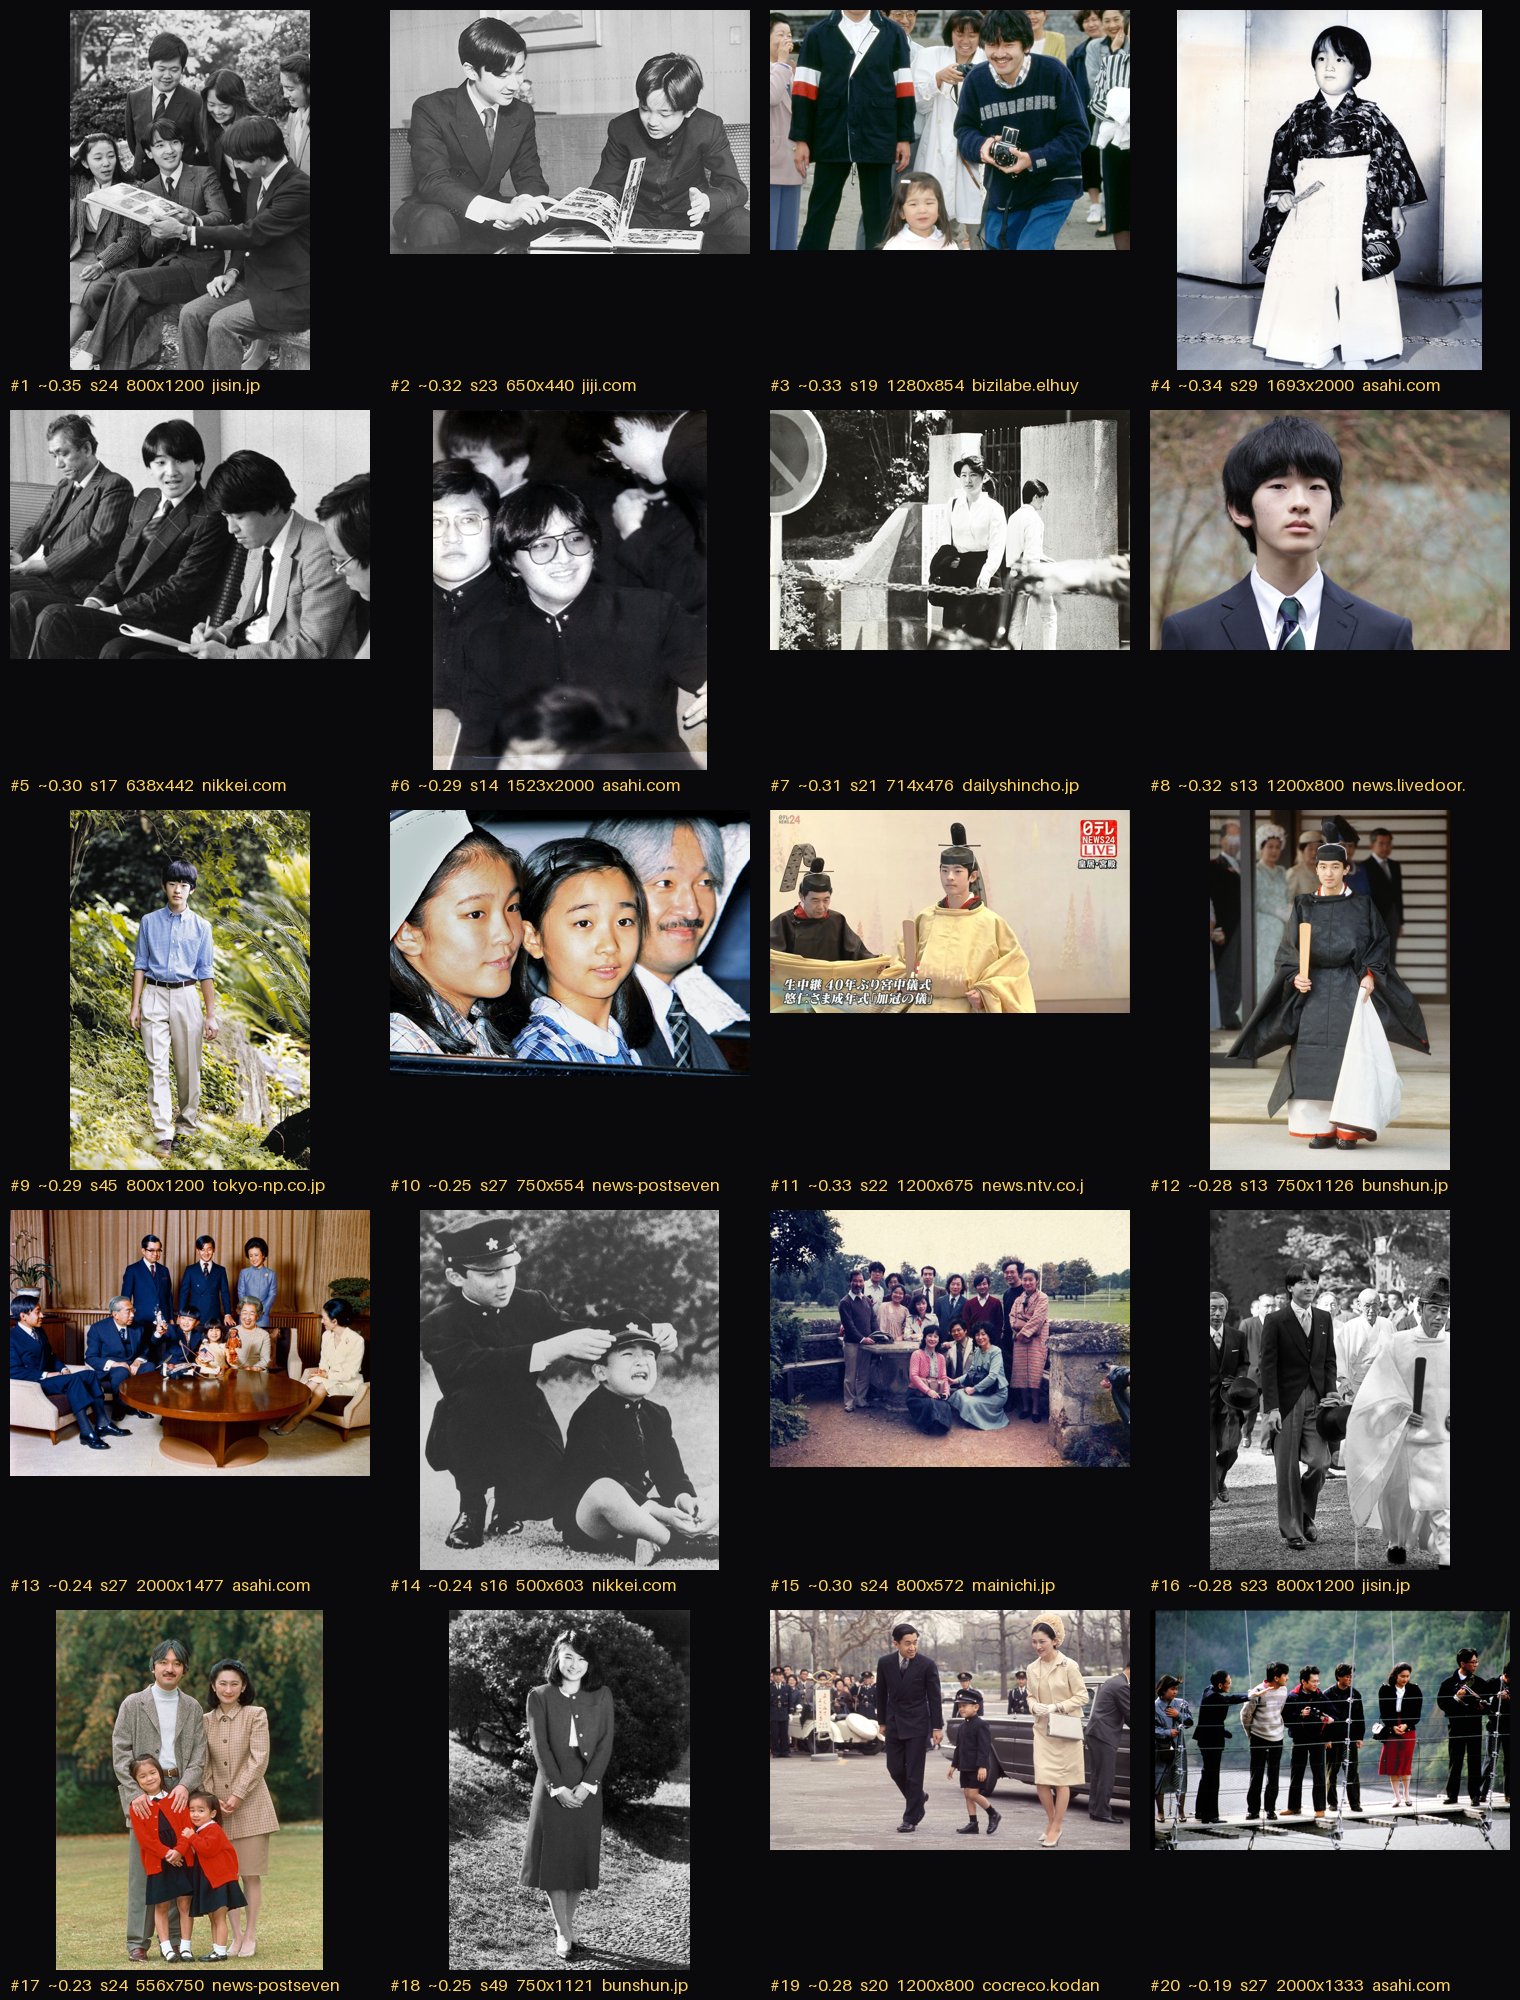 #1 ~0.35 s24 800x1200 jisin.jp
#2 ~0.32 s23 650x440 jiji.com
#3 ~0.33 s19 1280x854 bizilabe.elhuy
#4 ~0.34 s29 1693x2000 asahi.com
#5 ~0.30 s17 638x442 nikkei.com
#6 ~0.29 s14 1523x2000 asahi.com
#7 ~0.31 s21 714x476 dailyshincho.jp
#8 ~0.32 s13 1200x800 news.livedoor.
日テレ
NEWS24
日テレ
NEWS24
LIVE
皇居・宮殿
生中継 40年ぶり宮中儀式
悠仁さま成年式「加冠の儀」
#9 ~0.29 s45 800x1200 tokyo-np.co.jp
#10 ~0.25 s27 750x554 news-postseven
#11 ~0.33 s22 1200x675 news.ntv.co.j
#12 ~0.28 s13 750x1126 bunshun.jp
#13 ~0.24 s27 2000x1477 asahi.com
#14 ~0.24 s16 500x603 nikkei.com
#15 ~0.30 s24 800x572 mainichi.jp
#16 ~0.28 s23 800x1200 jisin.jp
#17 ~0.23 s24 556x750 news-postseven
#18 ~0.25 s49 750x1121 bunshun.jp
#19 ~0.28 s20 1200x800 cocreco.kodan
#20 ~0.19 s27 2000x1333 asahi.com